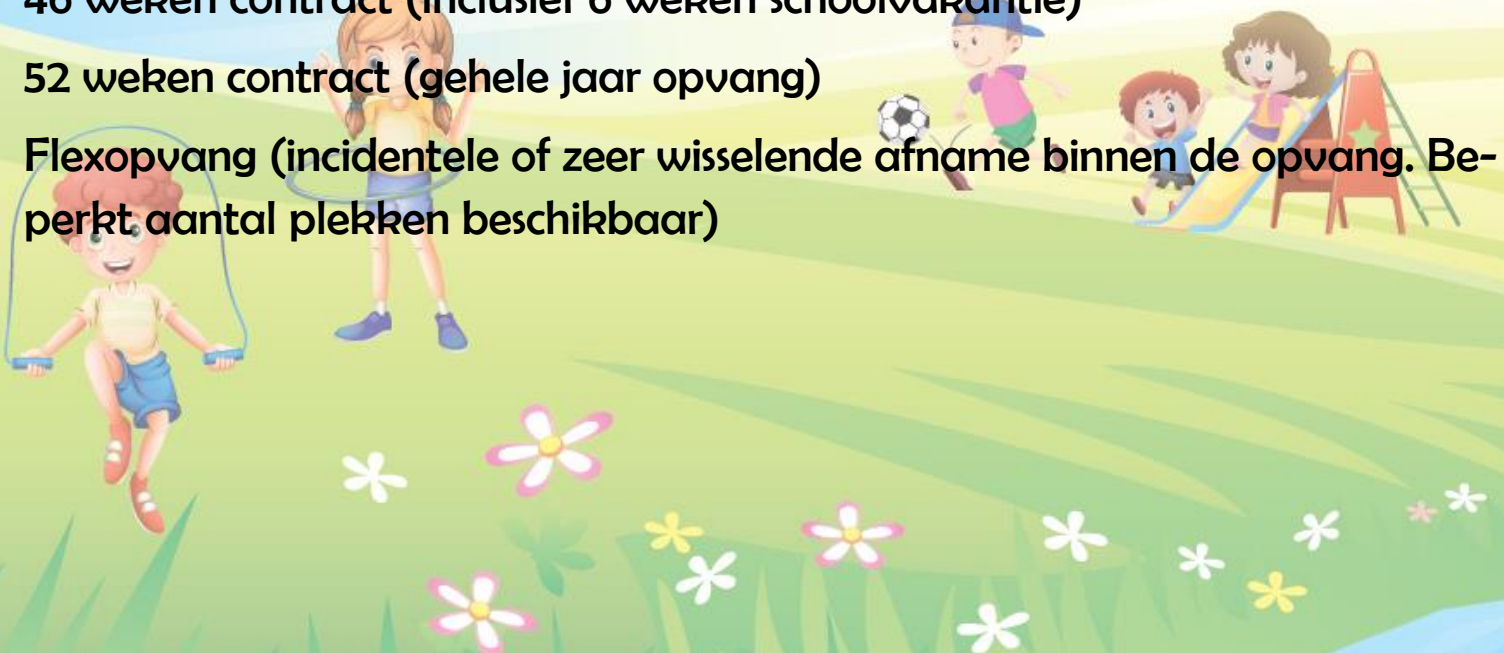 46 weken contract (inclusief 6 weken schoolvakantie)
52 weken contract (gehele jaar opvang)
Flexopvang (incidentele of zeer wisselende afname binnen de opvang. Be-
perkt aantal plekken beschikbaar)